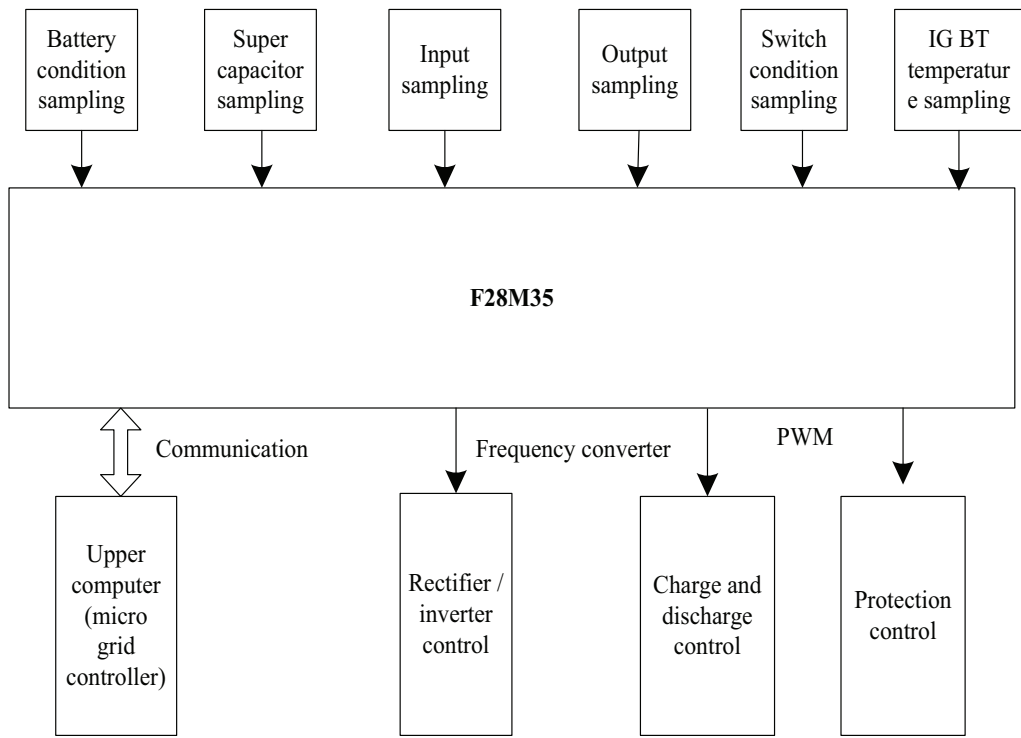 Battery
condition
sampling
Super
capacitor
sampling
Input
sampling
Output
sampling
Switch
condition
sampling
IG BT
temperatur
e sampling
F28M35
Communication
Frequency converter
PWM
Upper
computer
(micro
grid
controller)
Rectifier /
inverter
control
Charge and
discharge
control
Protection
control